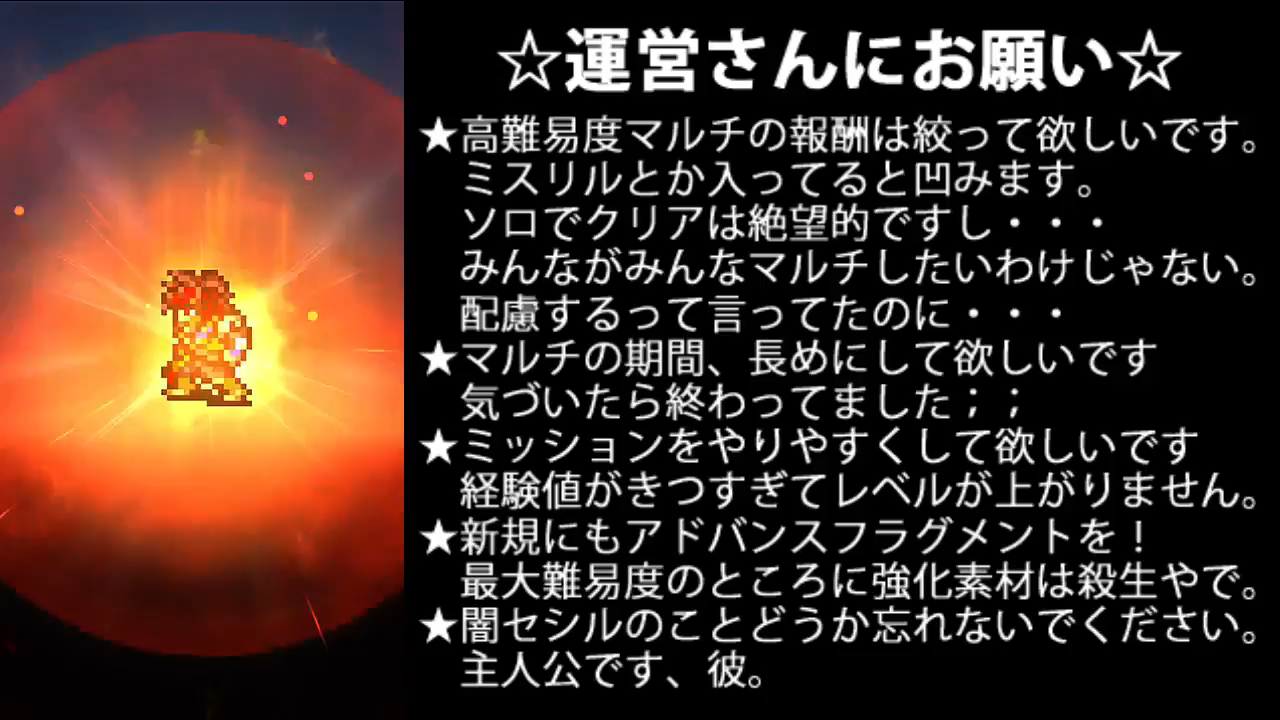 ☆運営さんにお願い☆
★高難易度マルチの報酬は絞って欲しいです。
ミスリルとか入ってると凹みます。
ソロでクリアは絶望的ですし・・・
みんながみんなマルチしたいわけじゃない。
配慮するって言ってたのに・・・
★マルチの期間、長めにして欲しいです
気づいたら終わってました；；
★ミッションをやりやすくして欲しいです
経験値がきつすぎてレベルが上がりません。
★新規にもアドバンスフラグメントを！
最大難易度のところに強化素材は殺生やで。
★闇セシルのことどうか忘れないでください。
主人公です、彼。